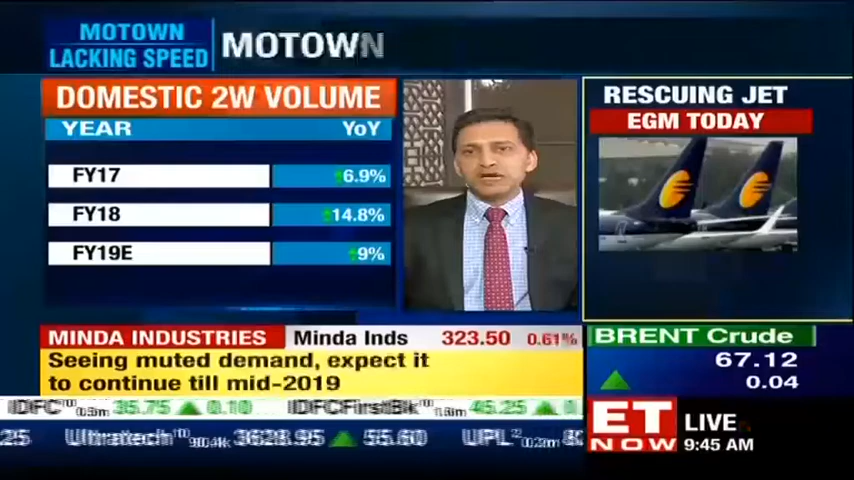 MOTOWN
LACKING SPEED
MOTOWN
DOMESTIC 2W VOLUME
YEAR YoY
FY17 6.9%
FY18 14.8%
FY19E 9%
RESCUING JET
EGM TODAY
MINDA INDUSTRIES Minda Inds 323.50 0.61%
Seeing muted demand, expect it
to continue till mid-2019
BRENT Crude
67.12
0.04
IDFC 35.75 0.10 IDFCFirstBk 45.25
.25 Ultratech 3628.95 55.60 UPL
ET
NOW
LIVE
9:45 AM